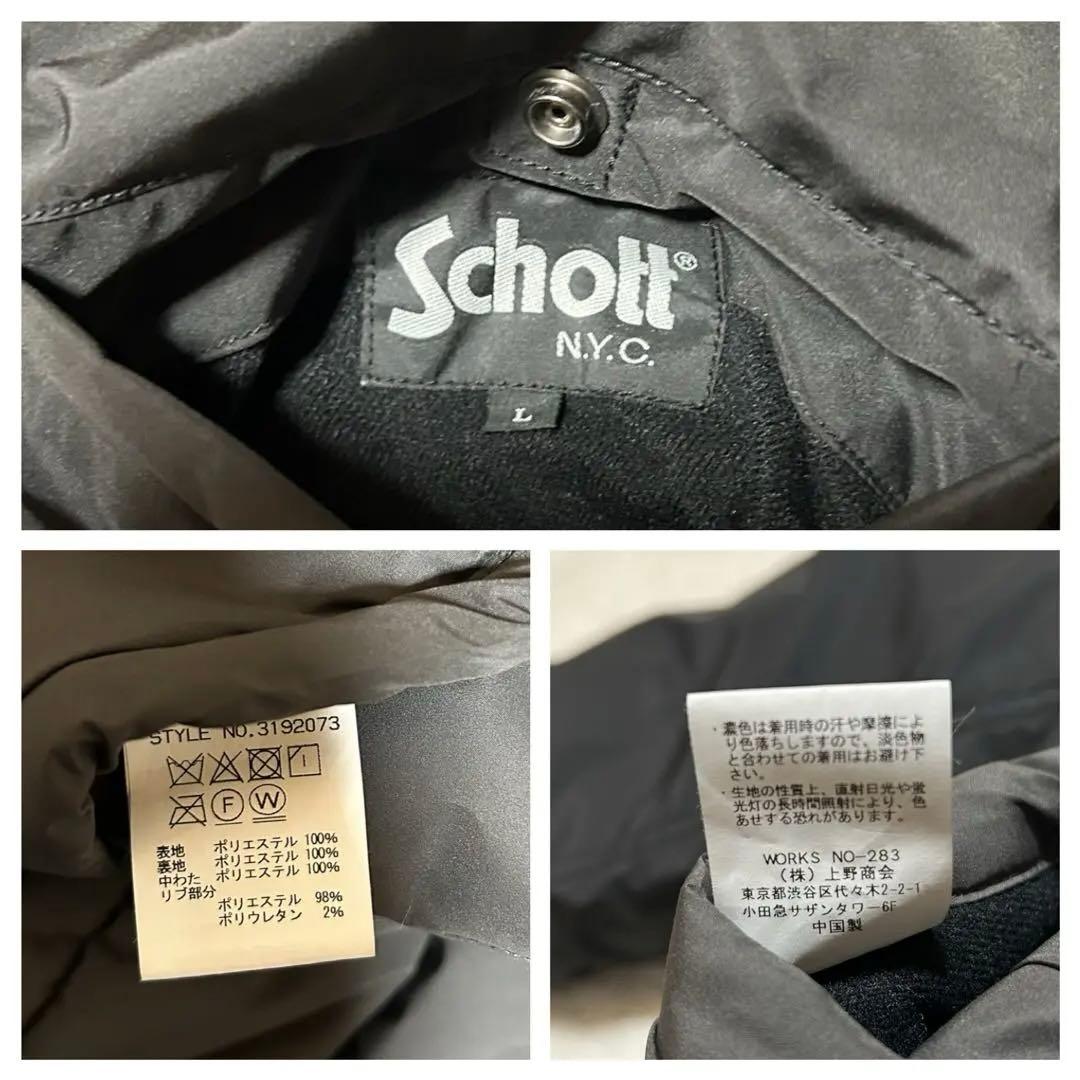 Schott®
N.Y.C.
L
STYLE NO.3192073
F W
表地 ポリエステル 100%
裏地 ポリエステル 100%
中わた ポリエステル 100%
リブ部分
ポリエステル 98%
ポリウレタン 2%
・濃色は着用時の汗や摩擦によ
り色落ちしますので、淡色物
と合わせての着用はお避け下
さい。
・生地の性質上、直射日光や蛍
光灯の長時間照射により、色
あせする恐れがあります。
WORKS NO-283
(株)上野商会
東京都渋谷区代々木2-2-1
小田急サザンタワー6F
中国製